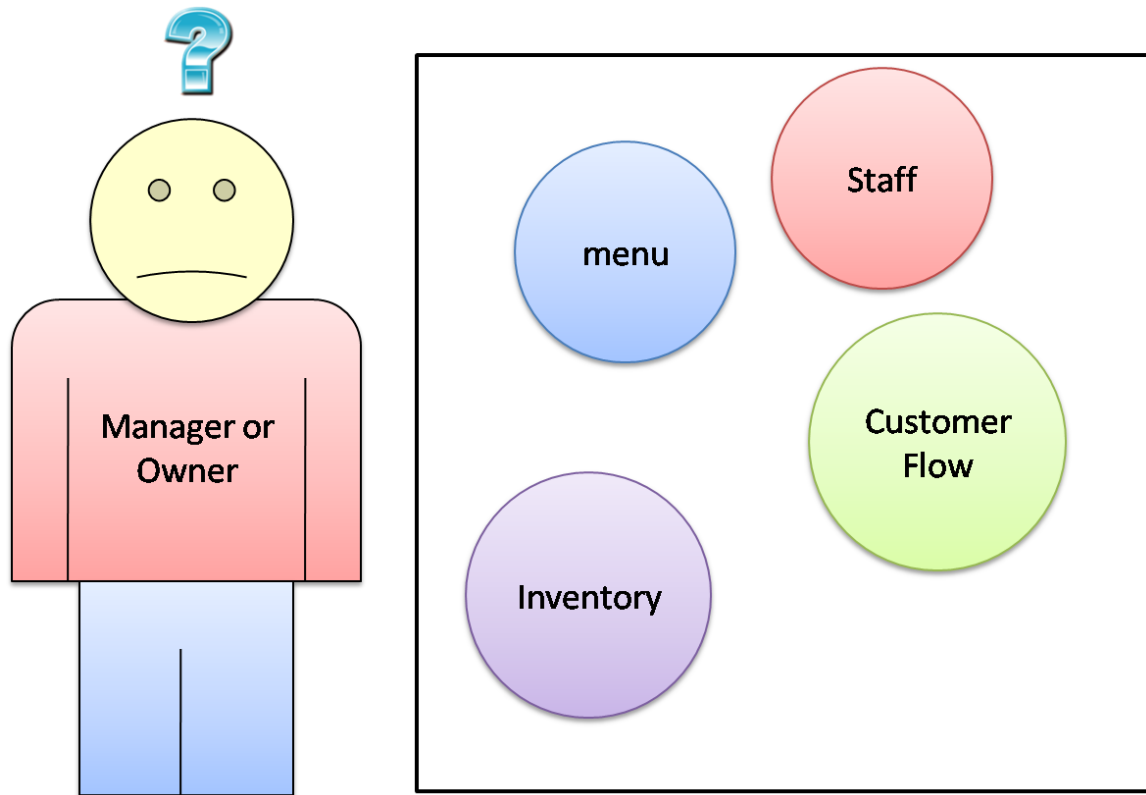 ?
Manager or
Owner
menu
Staff
Customer
Flow
Inventory